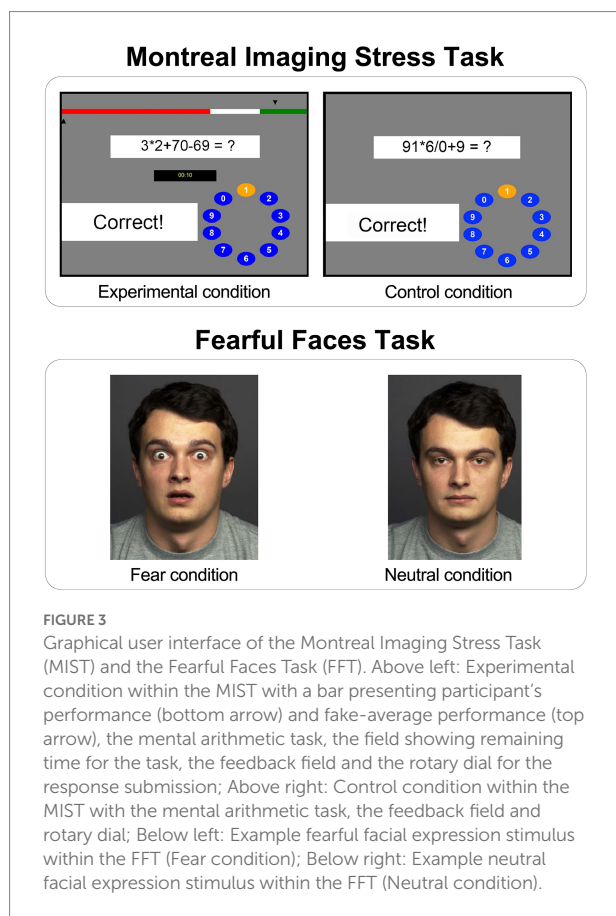 Montreal Imaging Stress Task
3*2+70-69 = ?
00:10
Correct!
1
2
3
4
5
6
7
8
9
0
Experimental condition
91*6/0+9 = ?
Correct!
1
2
3
4
5
6
7
8
9
0
Control condition
Fearful Faces Task
Fear condition
Neutral condition
FIGURE 3
Graphical user interface of the Montreal Imaging Stress Task
(MIST) and the Fearful Faces Task (FFT). Above left: Experimental
condition within the MIST with a bar presenting participant's
performance (bottom arrow) and fake-average performance (top
arrow), the mental arithmetic task, the field showing remaining
time for the task, the feedback field and the rotary dial for the
response submission; Above right: Control condition within the
MIST with the mental arithmetic task, the feedback field and
rotary dial; Below left: Example fearful facial expression stimulus
within the FFT (Fear condition); Below right: Example neutral
facial expression stimulus within the FFT (Neutral condition).